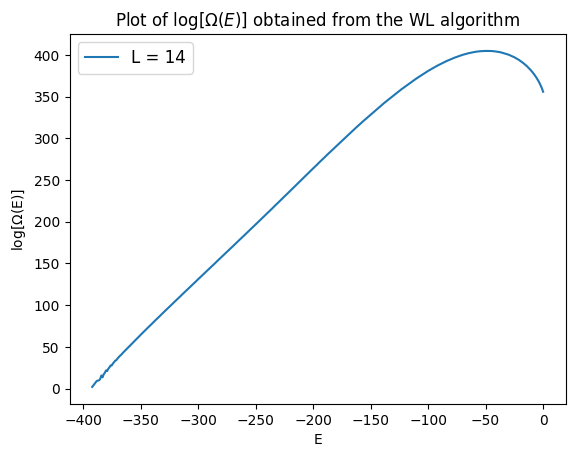 Plot of log[Ω(E)] obtained from the WL algorithm
L = 14
400
350
300
250
200
150
100
50
0
log[Ω(E)]
−400 −350 −300 −250 −200 −150 −100 −50 0
E